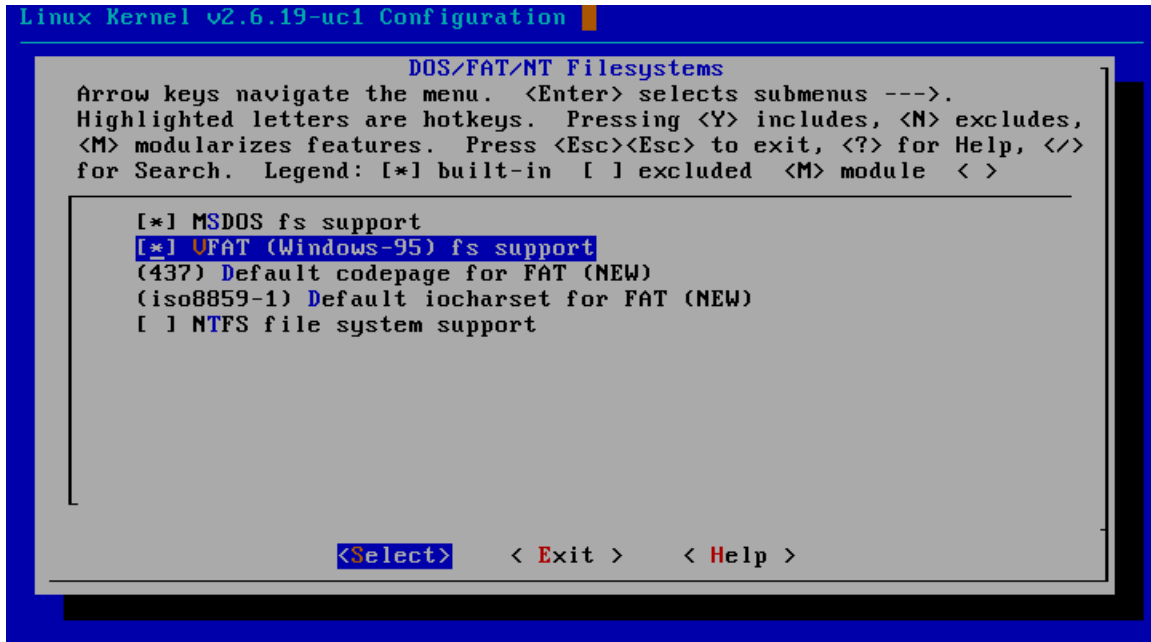 Linux Kernel v2.6.19-uc1 Configuration
DOS/FAT/NT Filesystems
Arrow keys navigate the menu.  <Enter> selects submenus --->.
Highlighted letters are hotkeys.  Pressing <Y> includes, <N> excludes,
<M> modularizes features.  Press <Esc><Esc> to exit, <?> for Help, </>
for Search.  Legend: [*] built-in  [ ] excluded  <M> module  < >
[*] MSDOS fs support
[*] VFAT (Windows-95) fs support
(437) Default codepage for FAT (NEW)
(iso8859-1) Default iocharset for FAT (NEW)
[ ] NTFS file system support
<Select>    < Exit >    < Help >